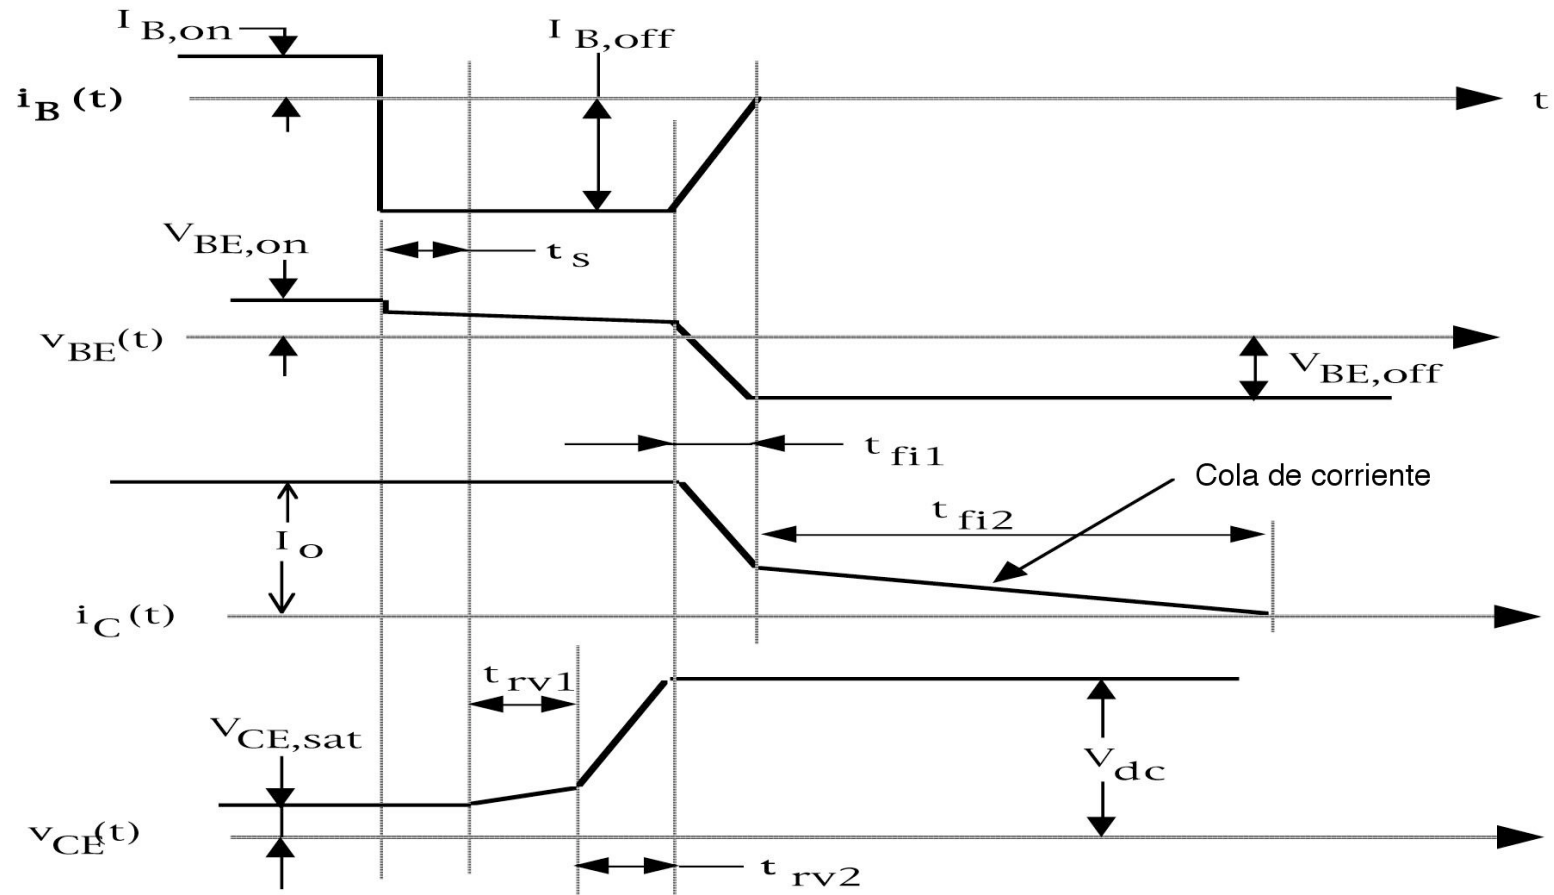 I B,on
I B,off
i B (t)
t
V BE,on
t s
v BE (t)
V BE,off
t fi1
Cola de corriente
t fi2
I o
i C (t)
t rv1
V CE,sat
V dc
v CE (t)
t rv2